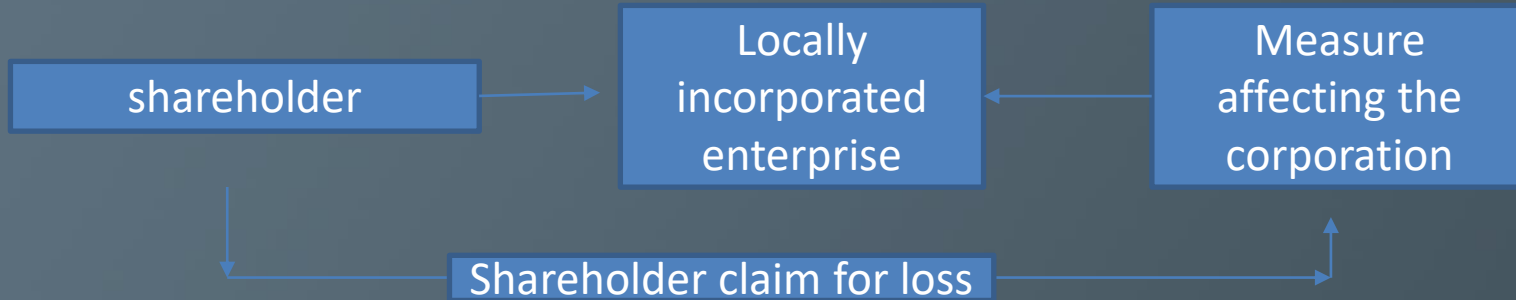 shareholder
Locally
incorporated
enterprise
Measure
affecting the
corporation
Shareholder claim for loss